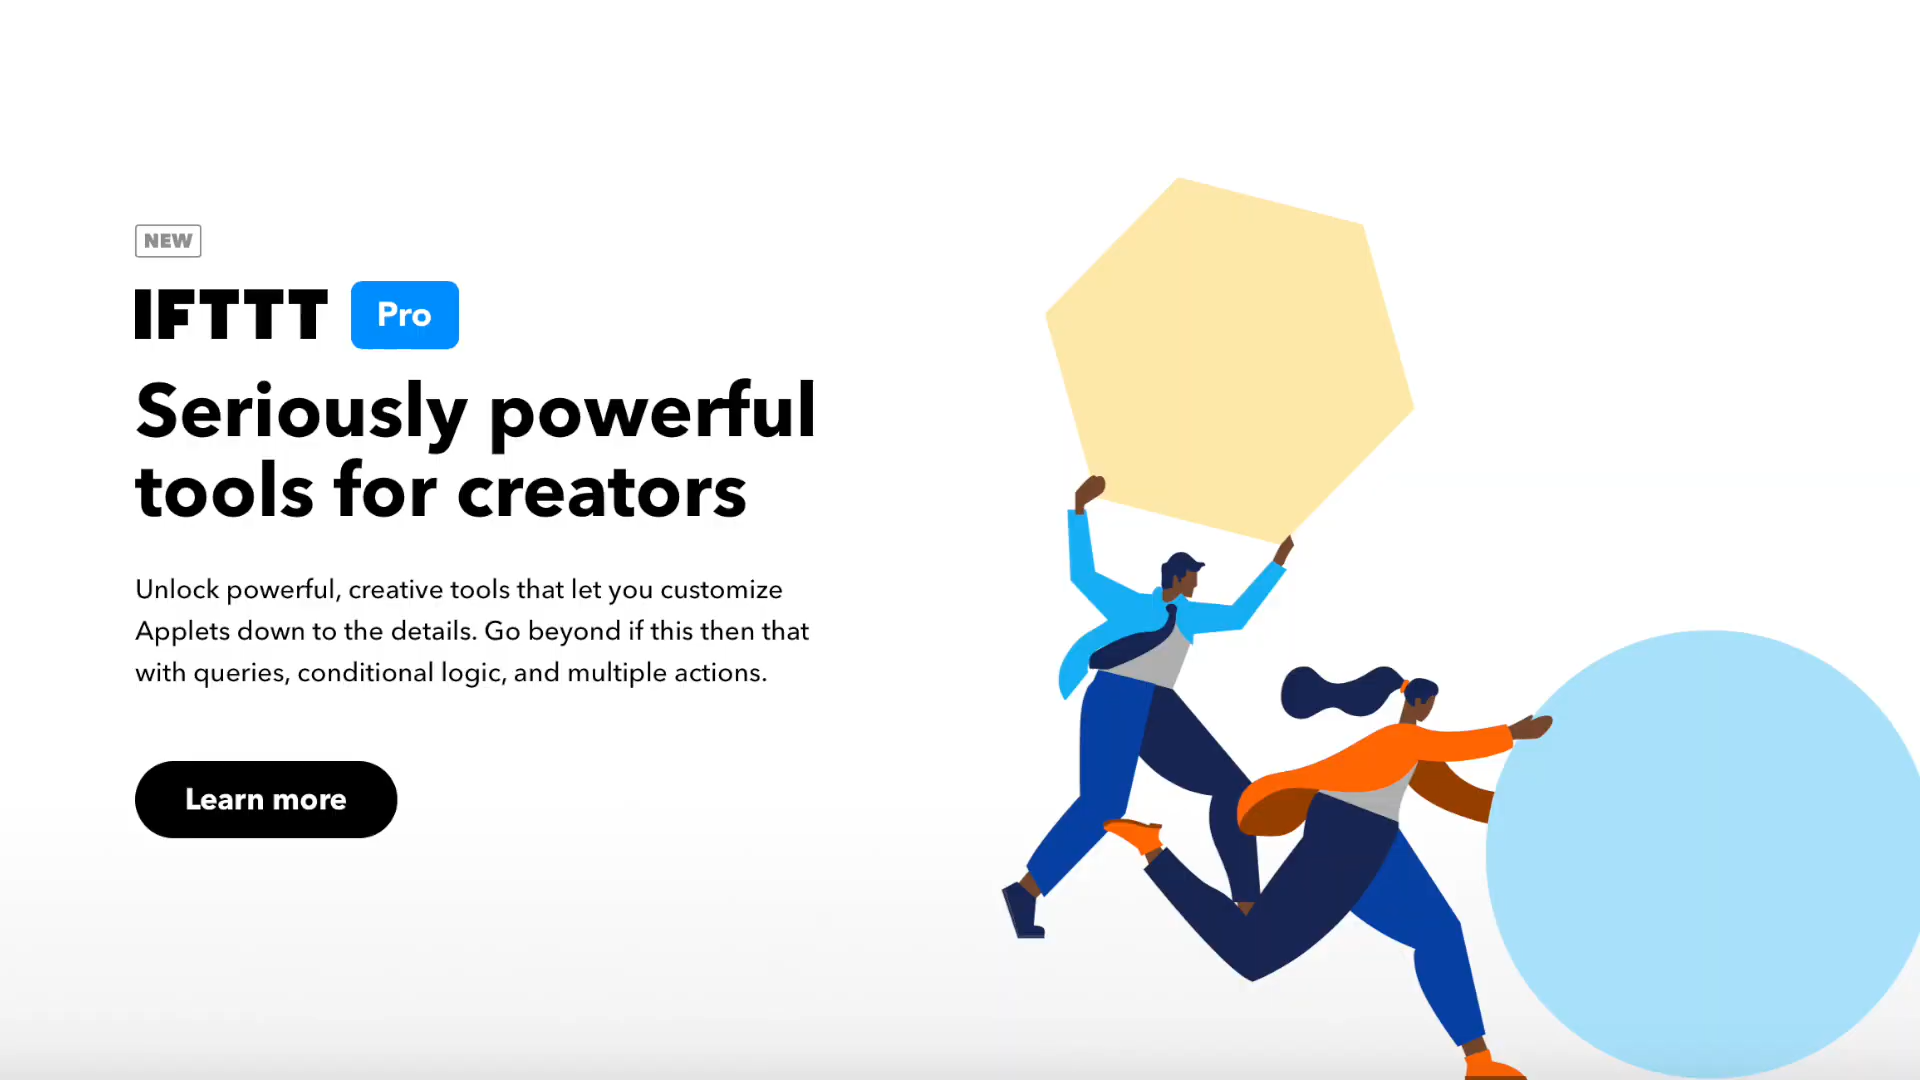 NEW
IFTTT Pro
Seriously powerful
tools for creators
Unlock powerful, creative tools that let you customize
Applets down to the details. Go beyond if this then that
with queries, conditional logic, and multiple actions.
Learn more